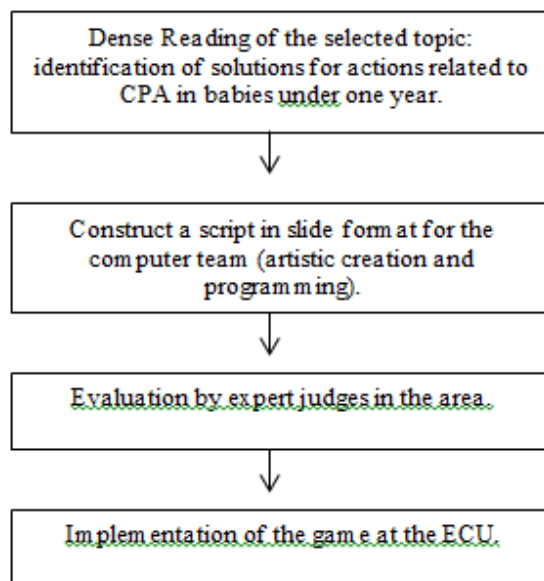 Dense Reading of the selected topic:
identification of solutions for actions related to
CPA in babies under one year.
Construct a script in slide format for the
computer team (artistic creation and
programming).
Evaluation by expert judges in the area.
Implementation of the game at the ECU.